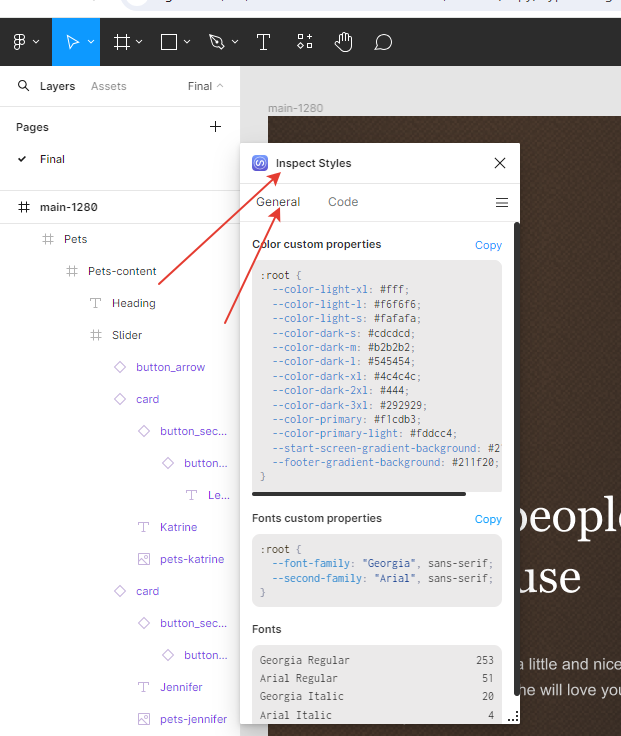 Layers Assets Final
Pages
Final
main-1280
Pets
Pets-content
Heading
Slider
button_arrow
card
button_sec...
button...
Le...
Katrine
pets-katrine
card
button_sec...
button...
Jennifer
pets-jennifer
main-1280
Inspect Styles
General Code
Color custom properties Copy
:root {
--color-light-xl: #fff;
--color-light-l: #f6f6f6;
--color-light-s: #fafafa;
--color-dark-s: #cdcdcd;
--color-dark-m: #b2b2b2;
--color-dark-l: #545454;
--color-dark-xl: #4c4c4c;
--color-dark-2xl: #444;
--color-dark-3xl: #292929;
--color-primary: #f1cdb3;
--color-primary-light: #fddcc4;
--start-screen-gradient-background: #2
--footer-gradient-background: #211f20;
}
Fonts custom properties Copy
:root {
--font-family: "Georgia", sans-serif;
--second-family: "Arial", sans-serif;
}
Fonts
Georgia Regular 253
Arial Regular 51
Georgia Italic 20
Arial Italic 4
people
use
a little and nice
he will love you